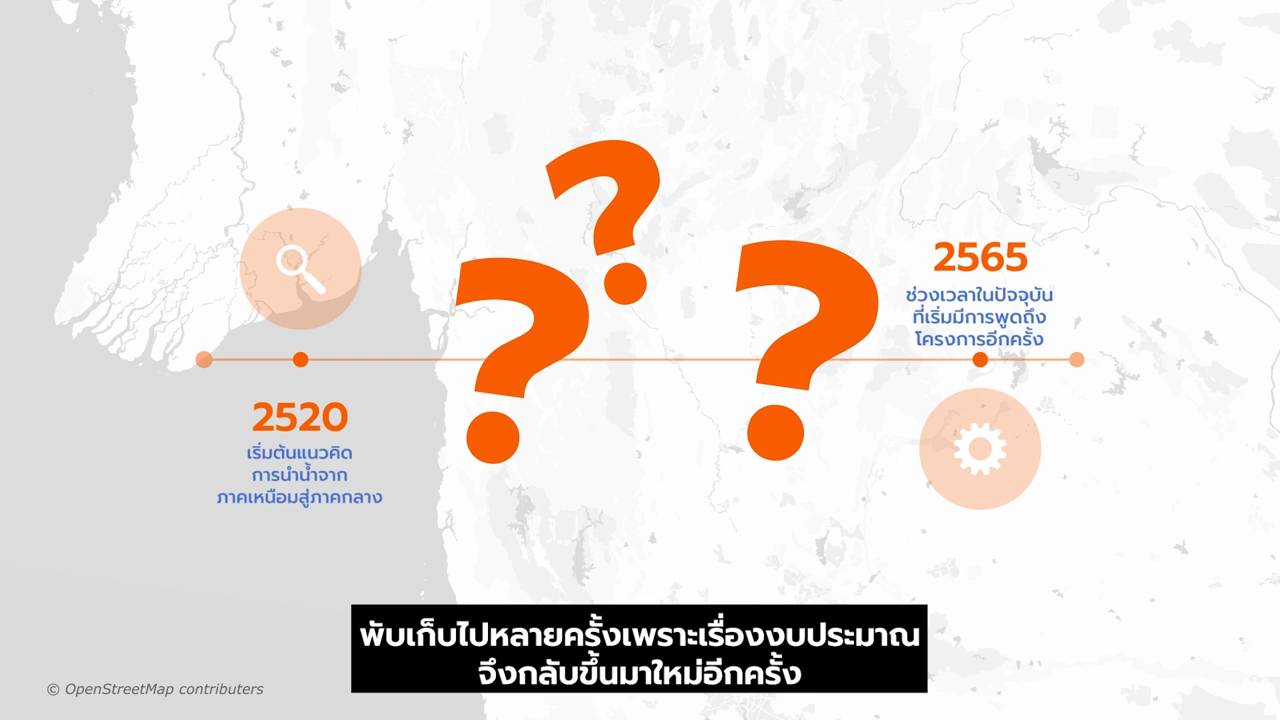 2520
เริ่มต้นแนวคิด
การนำน้ำจาก
ภาคเหนือมสู่ภาคกลาง
? ? ?
2565
ช่วงเวลาในปัจจุบัน
ที่เริ่มมีการพูดถึง
โครงการอีกครั้ง
พับเก็บไปหลายครั้งเพราะเรื่องงบประมาณ
จึงกลับขึ้นมาใหม่อีกครั้ง
© OpenStreetMap contributers